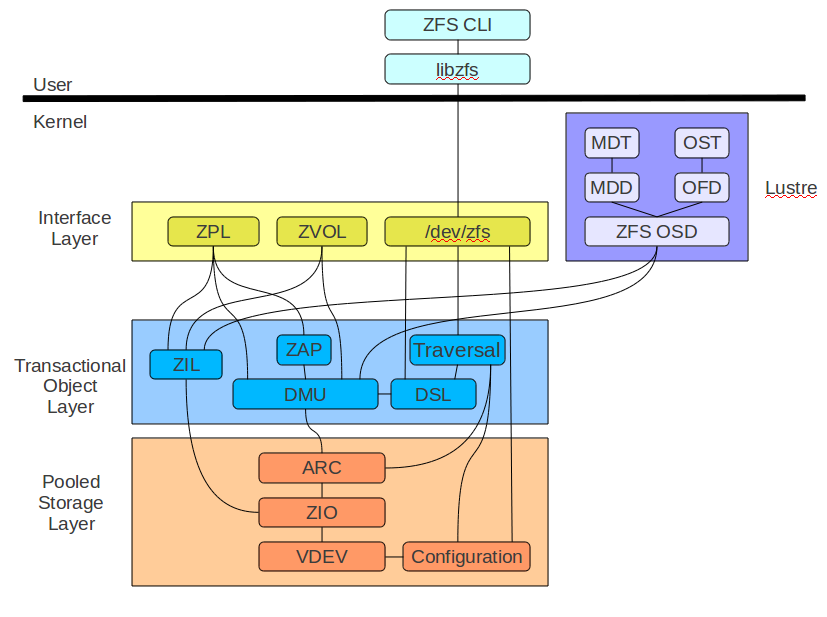 ZFS CLI
libzfs
User
Kernel
MDT
OST
MDD
OFD
Lustre
ZFS OSD
Interface
Layer
ZPL
ZVOL
/dev/zfs
Transactional
Object
Layer
ZIL
ZAP
Traversal
DMU
DSL
Pooled
Storage
Layer
ARC
ZIO
VDEV
Configuration